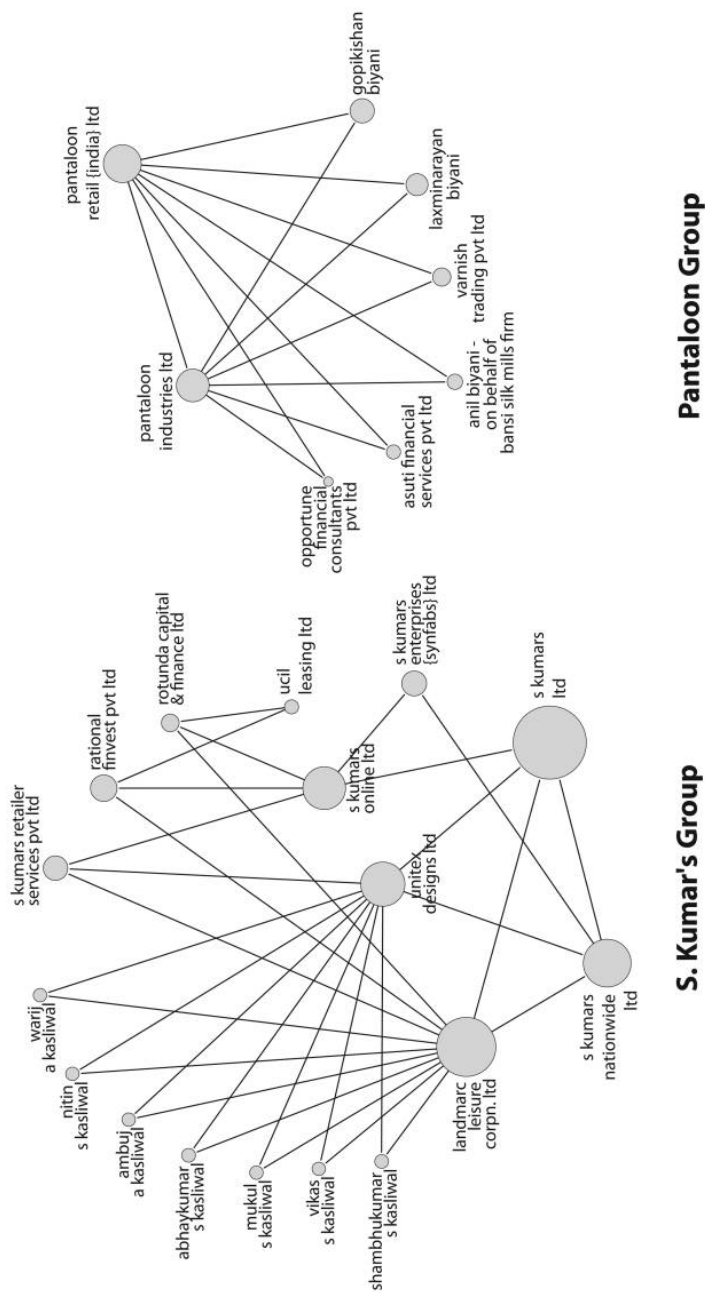 pantaloon
retail {india} ltd
gopikishan
biyani
laxminarayan
biyani
varnish
trading pvt ltd
anil biyani -
on behalf of
bansi silk mills firm
asuti financial
services pvt ltd
opportune
financial
consultants
pvt ltd
pantaloon
industries ltd
Pantaloon Group
s kumars retailer
services pvt ltd
rational
finvest pvt ltd
rotunda capital
& finance ltd
ucil
leasing ltd
s kumars
enterprises
{synfabs} ltd
s kumars
online ltd
unitex
designs ltd
s kumars
ltd
s kumars
nationwide
ltd
landmarc
leisure
corpn. ltd
warij
a kasliwal
nitin
s kasliwal
ambuj
a kasliwal
abhaykumar
s kasliwal
mukul
s kasliwal
vikas
s kasliwal
shambhukumar
s kasliwal
S. Kumar's Group